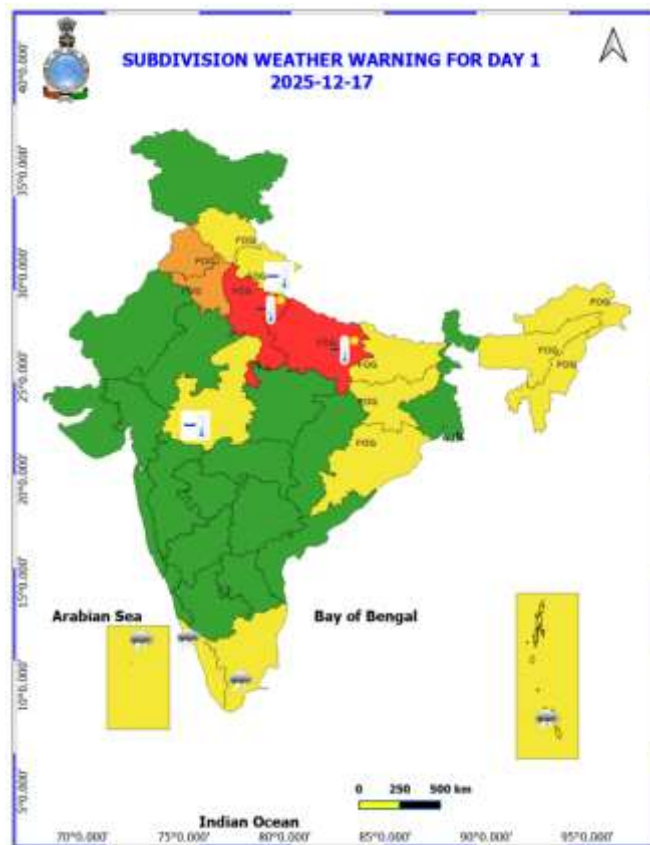 SUBDIVISION WEATHER WARNING FOR DAY 1
2025-12-17
40°0.000'
35°0.000'
30°0.000'
25°0.000'
20°0.000'
15°0.000'
10°0.000'
5°0.000'
FOG
FOG
FOG
FOG
FOG
FOG
FOG
FOG
FOG
FOG
FOG
FOG
Arabian Sea
Bay of Bengal
0 250 500 km
Indian Ocean
70°0.000' 75°0.000' 80°0.000' 85°0.000' 90°0.000' 95°0.000'